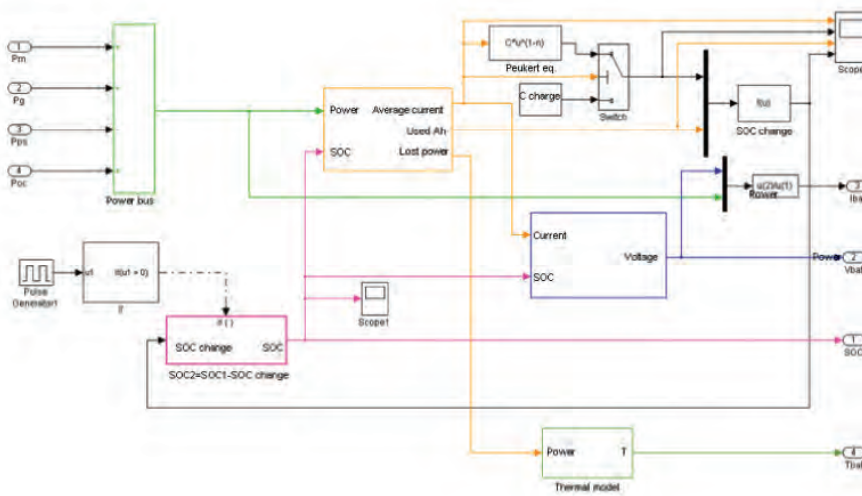 1
Pm
2
Pg
3
Pps
4
Poc
Power bus
Power
SOC
Average current
Used Ah
Lost power
C*u^(1-n)
Peukert eq.
C charge
Switch
f(u)
SOC change
Scope
u(2)/u(1)
Power
3
Iba
Current
SOC
Voltage
Power
2
Vbat
Pulse
Generator1
u1
if(u1 > 0)
If
if { }
SOC change
SOC
SOC2=SOC1-SOC change
Scope1
1
SOC
Power
T
Thermal model
4
Tbat